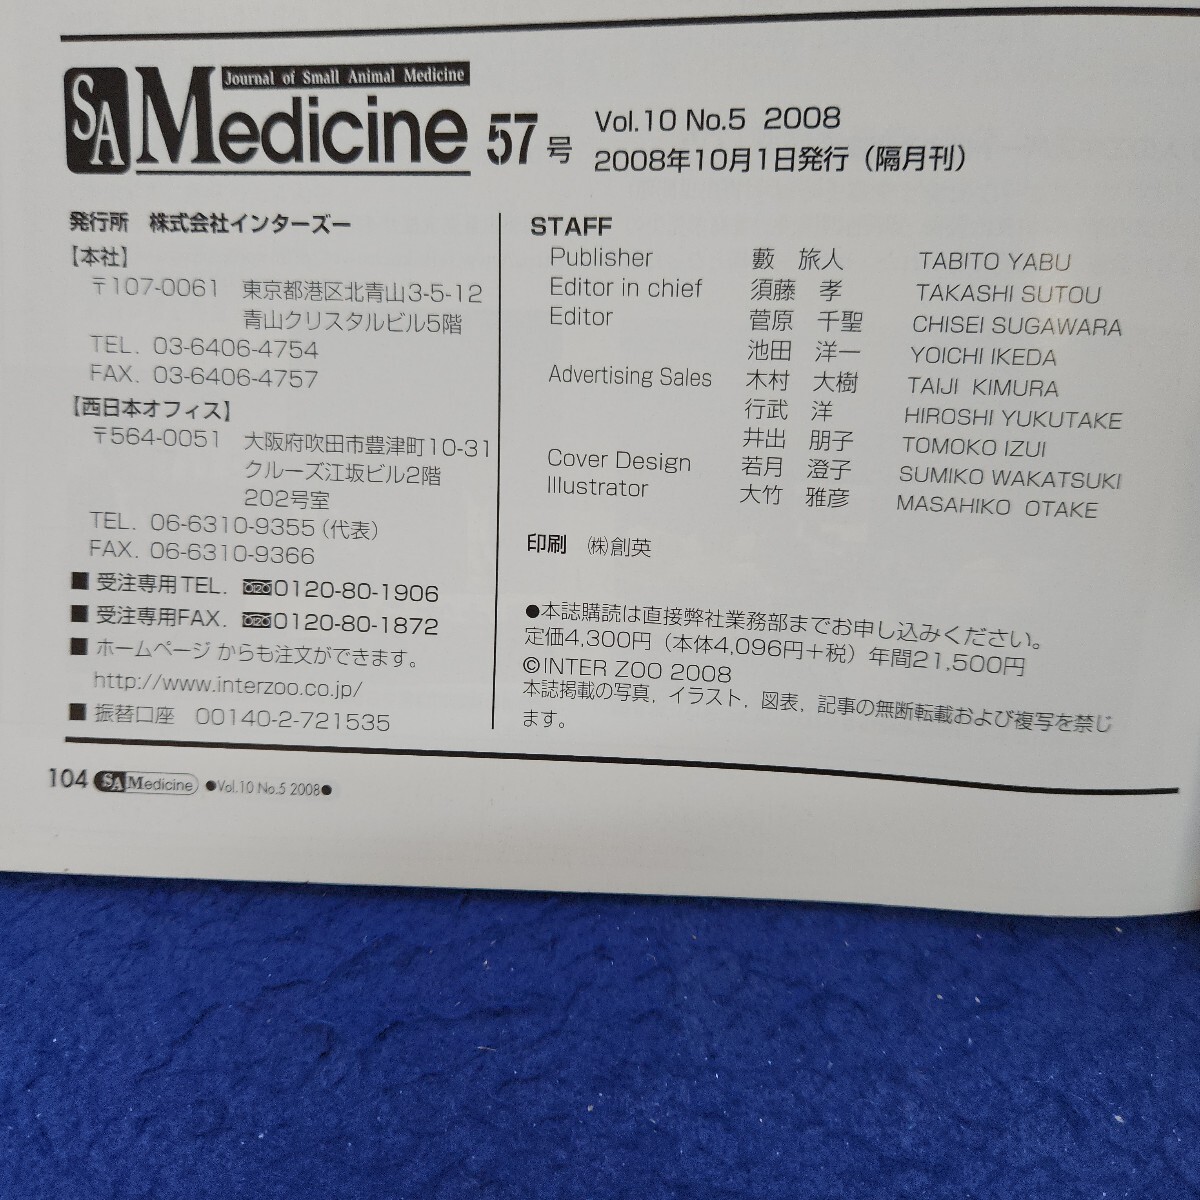 SA Medicine Journal of Small Animal Medicine 57号
Vol.10 No.5 2008
2008年10月1日発行（隔月刊）
発行所　株式会社インターズー
【本社】
〒107-0061　東京都港区北青山3-5-12
青山クリスタルビル5階
TEL. 03-6406-4754
FAX. 03-6406-4757
【西日本オフィス】
〒564-0051　大阪府吹田市豊津町10-31
クルーズ江坂ビル2階
202号室
TEL. 06-6310-9355（代表）
FAX. 06-6310-9366
■ 受注専用TEL. 0120-80-1906
■ 受注専用FAX. 0120-80-1872
■ ホームページ からも注文ができます。
http://www.interzoo.co.jp/
■ 振替口座　00140-2-721535
STAFF
Publisher　藪　旅人　TABITO YABU
Editor in chief　須藤　孝　TAKASHI SUTOU
Editor　菅原　千聖　CHISEI SUGAWARA
池田　洋一　YOICHI IKEDA
Advertising Sales　木村　大樹　TAIJI KIMURA
行武　洋　HIROSHI YUKUTAKE
井出　朋子　TOMOKO IZUI
Cover Design　若月　澄子　SUMIKO WAKATSUKI
Illustrator　大竹　雅彦　MASAHIKO OTAKE
印刷　㈱創英
●本誌購読は直接弊社業務部までお申し込みください。
定価4,300円（本体4,096円＋税）年間21,500円
©INTER ZOO 2008
本誌掲載の写真，イラスト，図表，記事の無断転載および複写を禁じ
ます。
104 SA Medicine ●Vol.10 No.5 2008●